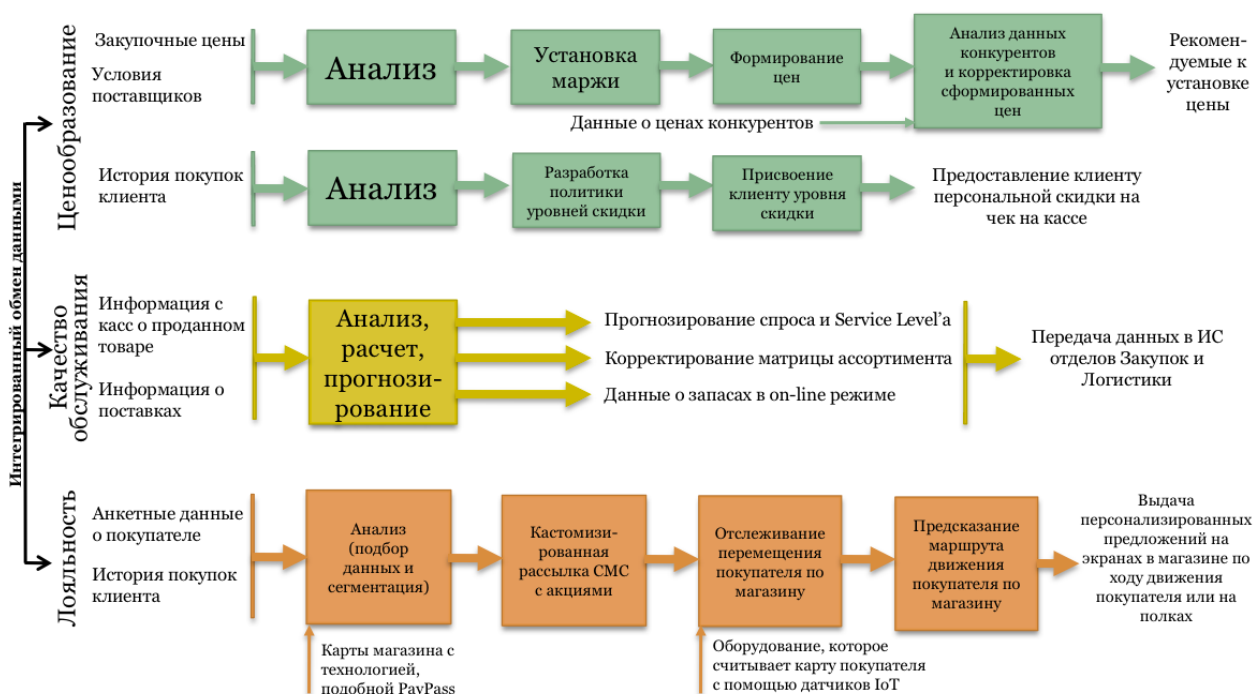 Интегрированный обмен данными
Ценообразование
Закупочные цены
Условия
поставщиков
Анализ
Установка
маржи
Формирование
цен
Анализ данных
конкурентов
и корректировка
сформированных
цен
Рекомен-
дуемые к
установке
цены
Данные о ценах конкурентов
История покупок
клиента
Анализ
Разработка
политики
уровней скидки
Присвоение
клиенту уровня
скидки
Предоставление клиенту
персональной скидки на
чек на кассе
Качество
обслуживания
Информация с
касс о проданном
товаре
Информация о
поставках
Анализ,
расчет,
прогнози-
рование
Прогнозирование спроса и Service Level’а
Корректирование матрицы ассортимента
Данные о запасах в on-line режиме
Передача данных в ИС
отделов Закупок и
Логистики
Лояльность
Анкетные данные
о покупателе
История покупок
клиента
Анализ
(подбор
данных и
сегментация)
Кастомизи-
рованная
рассылка СМС
с акциями
Отслеживание
перемещения
покупателя по
магазину
Предсказание
маршрута
движения
покупателя по
магазину
Выдача
персонализированных
предложений на
экранах в магазине по
ходу движения
покупателя или на
полках
Карты магазина с
технологией,
подобной PayPass
Оборудование, которое
считывает карту покупателя
с помощью датчиков IoT